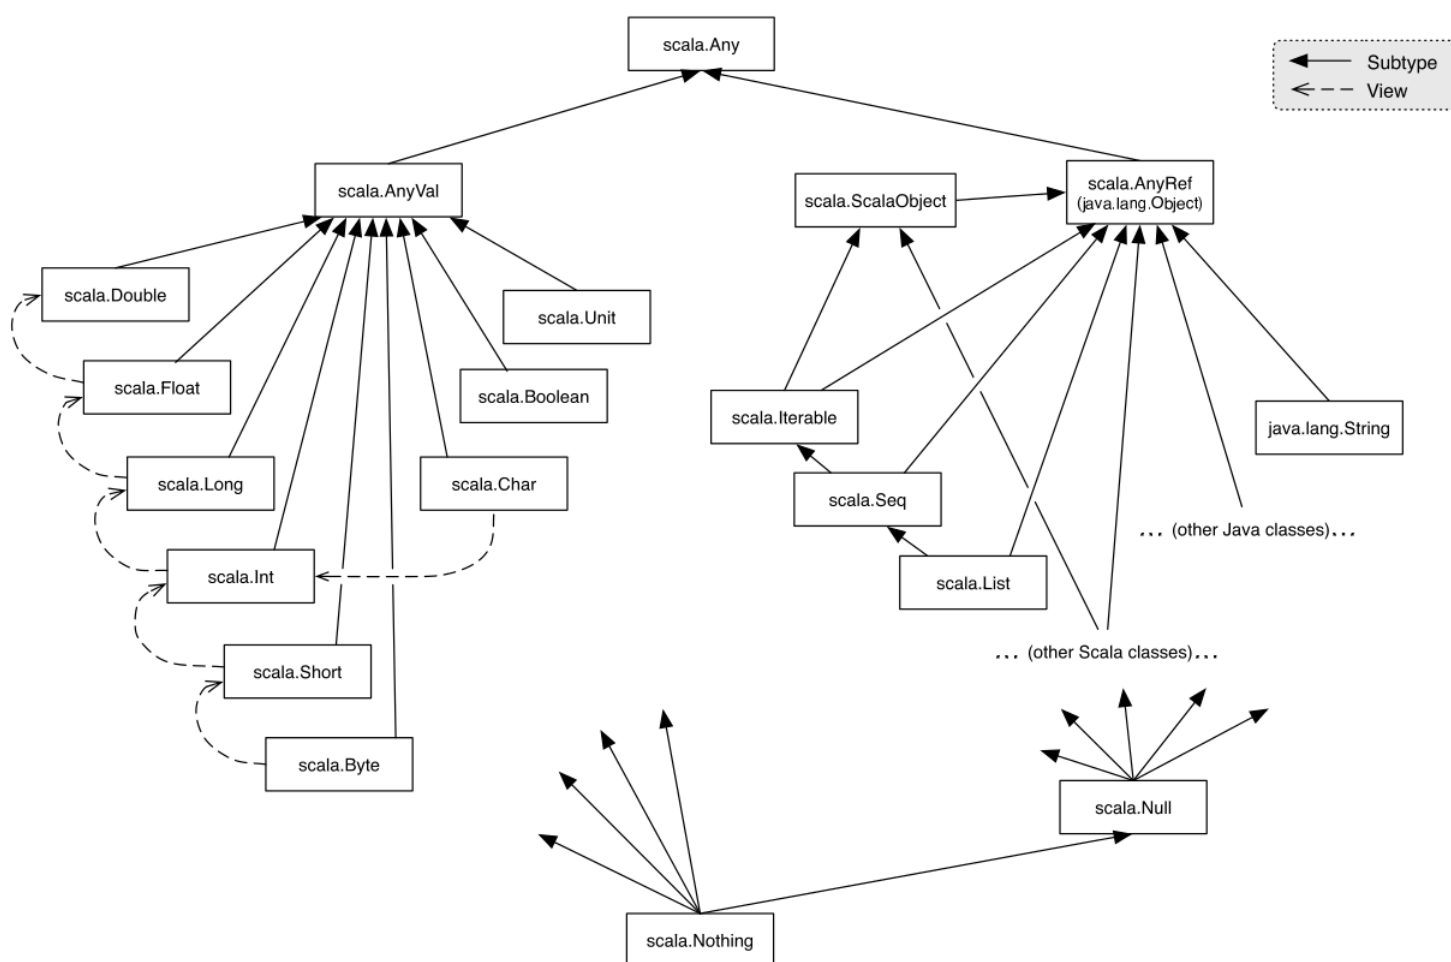 scala.Any
Subtype
View
scala.AnyVal
scala.ScalaObject
scala.AnyRef
(java.lang.Object)
scala.Double
scala.Unit
scala.Float
scala.Boolean
scala.Iterable
java.lang.String
scala.Long
scala.Char
scala.Seq
... (other Java classes)...
scala.Int
scala.List
scala.Short
... (other Scala classes)...
scala.Byte
scala.Null
scala.Nothing